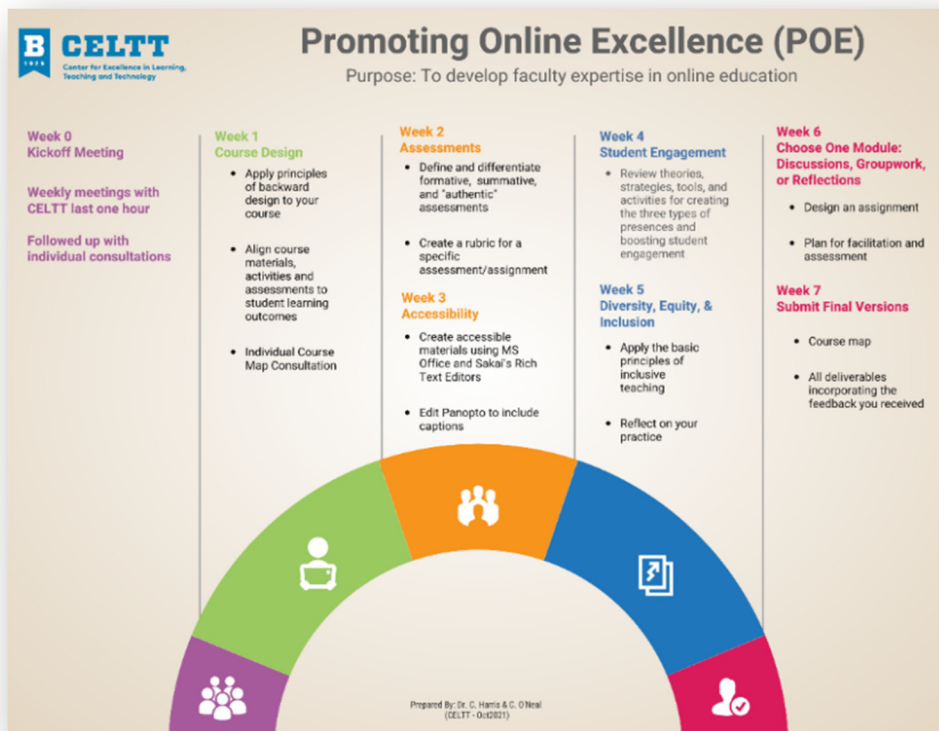 B
1878
CELTT
Center for Excellence in Learning,
Teaching and Technology
Promoting Online Excellence (POE)
Purpose: To develop faculty expertise in online education
Week 0
Kickoff Meeting
Weekly meetings with
CELTT last one hour
Followed up with
individual consultations
Week 1
Course Design
• Apply principles
of backward
design to your
course
• Align course
materials,
activities and
assessments to
student learning
outcomes
• Individual Course
Map Consultation
Week 2
Assessments
• Define and differentiate
formative, summative,
and "authentic"
assessments
• Create a rubric for a
specific
assessment/assignment
Week 3
Accessibility
• Create accessible
materials using MS
Office and Sakai's Rich
Text Editors
• Edit Panopto to include
captions
Week 4
Student Engagement
• Review theories,
strategies, tools, and
activities for creating
the three types of
presences and
boosting student
engagement
Week 5
Diversity, Equity, &
Inclusion
• Apply the basic
principles of
inclusive
teaching
• Reflect on your
practice
Week 6
Choose One Module:
Discussions, Groupwork,
or Reflections
• Design an assignment
• Plan for facilitation and
assessment
Week 7
Submit Final Versions
• Course map
• All deliverables
incorporating the
feedback you received
Prepared By: Dr. C. Harris & C. O'Neal
(CELTT - Oct2021)